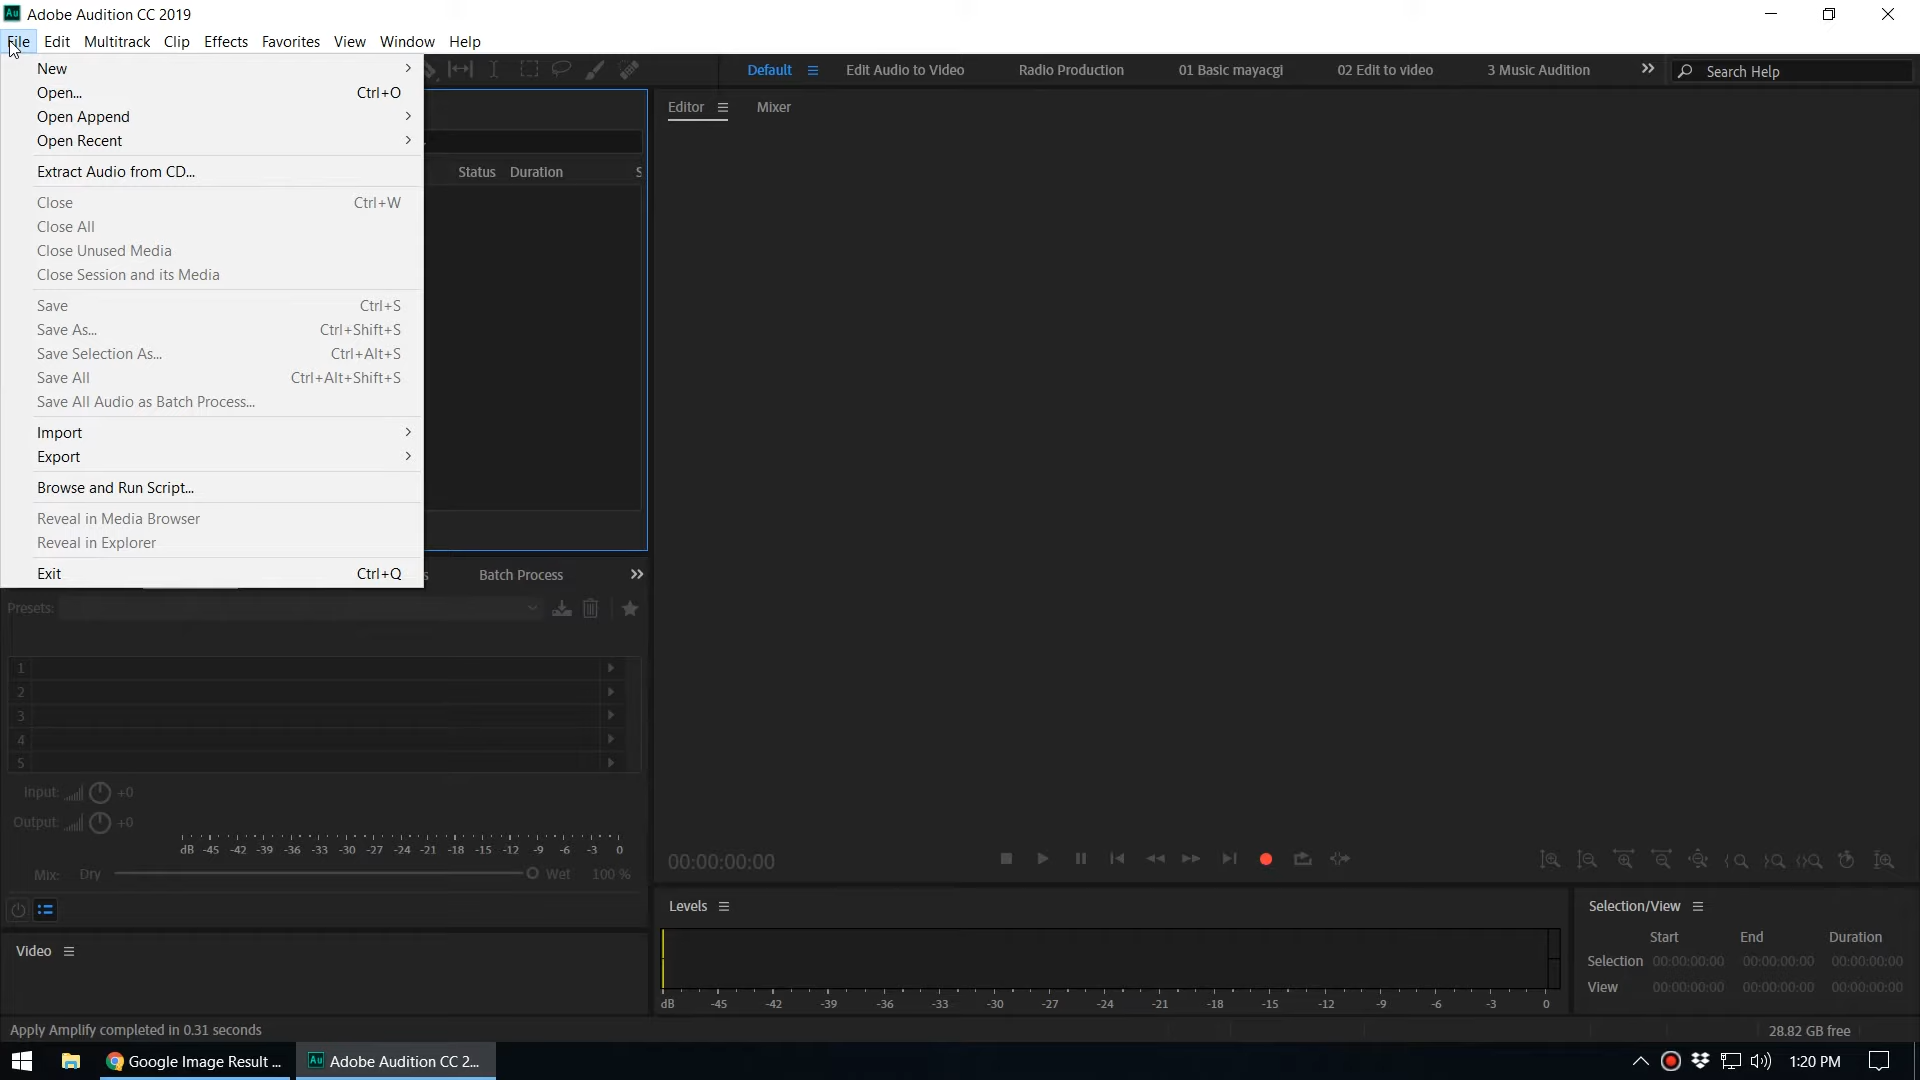 Adobe Audition CC 2019
File Edit Multitrack Clip Effects Favorites View Window Help
New
Open... Ctrl+O
Open Append
Open Recent
Extract Audio from CD...
Close Ctrl+W
Close All
Close Unused Media
Close Session and its Media
Save Ctrl+S
Save As... Ctrl+Shift+S
Save Selection As... Ctrl+Alt+S
Save All Ctrl+Alt+Shift+S
Save All Audio as Batch Process...
Import
Export
Browse and Run Script...
Reveal in Media Browser
Reveal in Explorer
Exit Ctrl+Q
Default Edit Audio to Video Radio Production 01 Basic mayacgi 02 Edit to video 3 Music Audition Search Help
Editor Mixer
Status Duration S
s Batch Process
Presets:
1
2
3
4
5
Input: +0
Output: +0
dB -45 -42 -39 -36 -33 -30 -27 -24 -21 -18 -15 -12 -9 -6 -3 0
Mix: Dry Wet 100 %
00:00:00:00
Video
Levels
dB -45 -42 -39 -36 -33 -30 -27 -24 -21 -18 -15 -12 -9 -6 -3 0
Selection/View
Start End Duration
Selection 00:00:00:00 00:00:00:00 00:00:00:00
View 00:00:00:00 00:00:00:00 00:00:00:00
Apply Amplify completed in 0.31 seconds
28.82 GB free
Google Image Result ... Au Adobe Audition CC 2... 1:20 PM